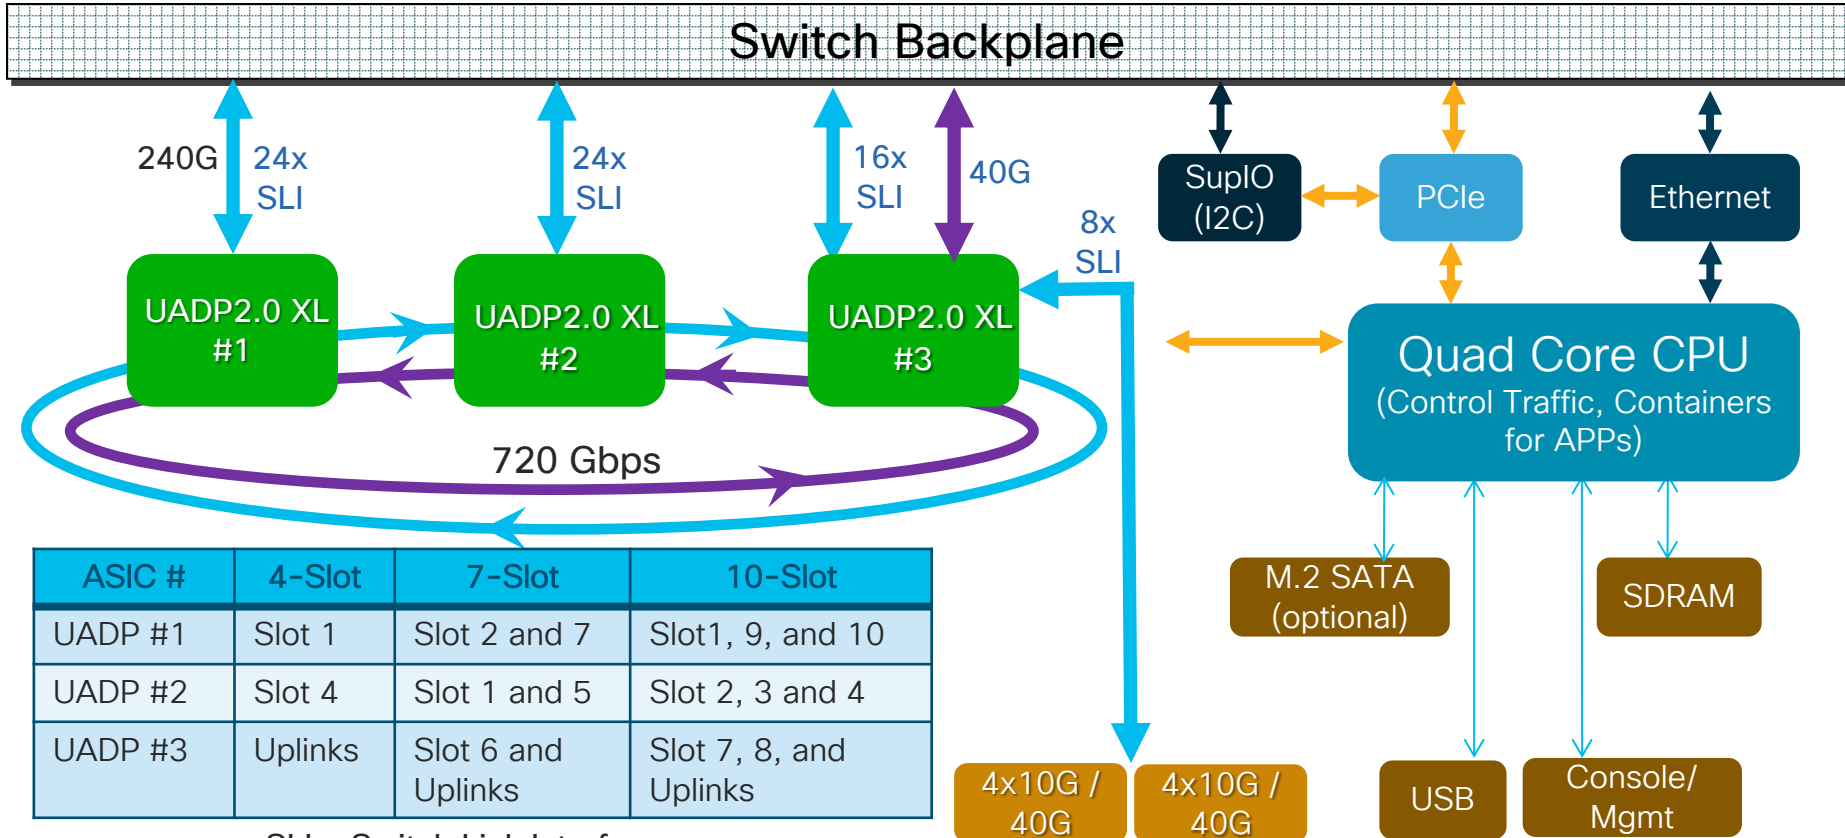 Switch Backplane
240G
24x
SLI
24x
SLI
16x
SLI
40G
8x
SLI
SupIO
(I2C)
PCIe
Ethernet
UADP2.0 XL
#1
UADP2.0 XL
#2
UADP2.0 XL
#3
720 Gbps
Quad Core CPU
(Control Traffic, Containers
for APPs)
M.2 SATA
(optional)
SDRAM
USB
Console/
Mgmt
4x10G /
40G
4x10G /
40G
ASIC # 4-Slot 7-Slot 10-Slot
UADP #1 Slot 1 Slot 2 and 7 Slot1, 9, and 10
UADP #2 Slot 4 Slot 1 and 5 Slot 2, 3 and 4
UADP #3 Uplinks Slot 6 and Slot 7, 8, and
Uplinks Uplinks